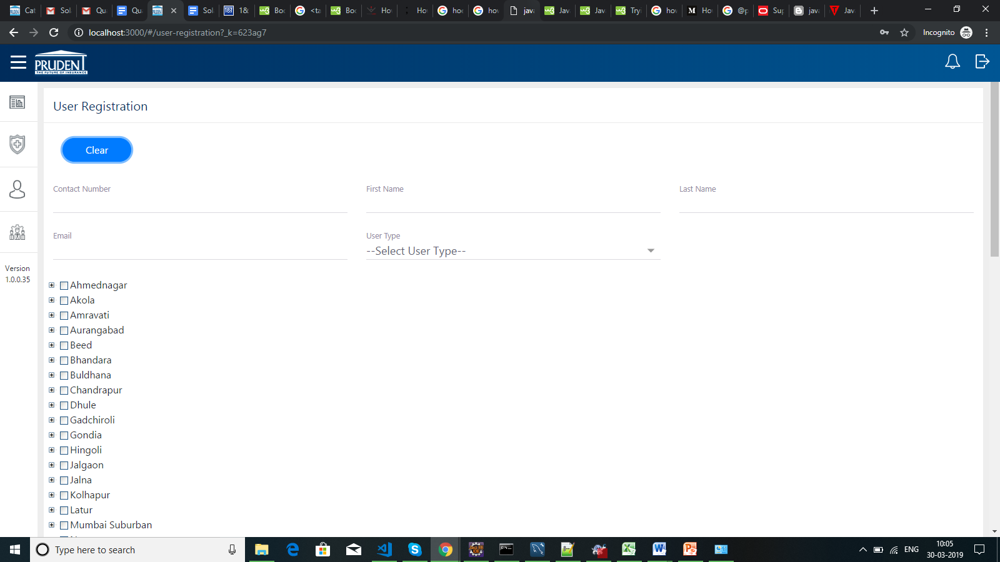 Cat
Sol
Qu
Qu
Sol
1&
Boo
<ta
Boo
Ho
Ho
hoe
how
java
Jav
Jav
Try
how
Ho
@p
Sup
java
Jav
localhost:3000/#/user-registration?_k=623ag7
Incognito
PRUDENT
THE FUTURE OF INSURANCE
User Registration
Clear
Contact Number
First Name
Last Name
Email
User Type
--Select User Type--
Version
1.0.0.35
Ahmednagar
Akola
Amravati
Aurangabad
Beed
Bhandara
Buldhana
Chandrapur
Dhule
Gadchiroli
Gondia
Hingoli
Jalgaon
Jalna
Kolhapur
Latur
Mumbai Suburban
Type here to search
ENG
10:05
30-03-2019